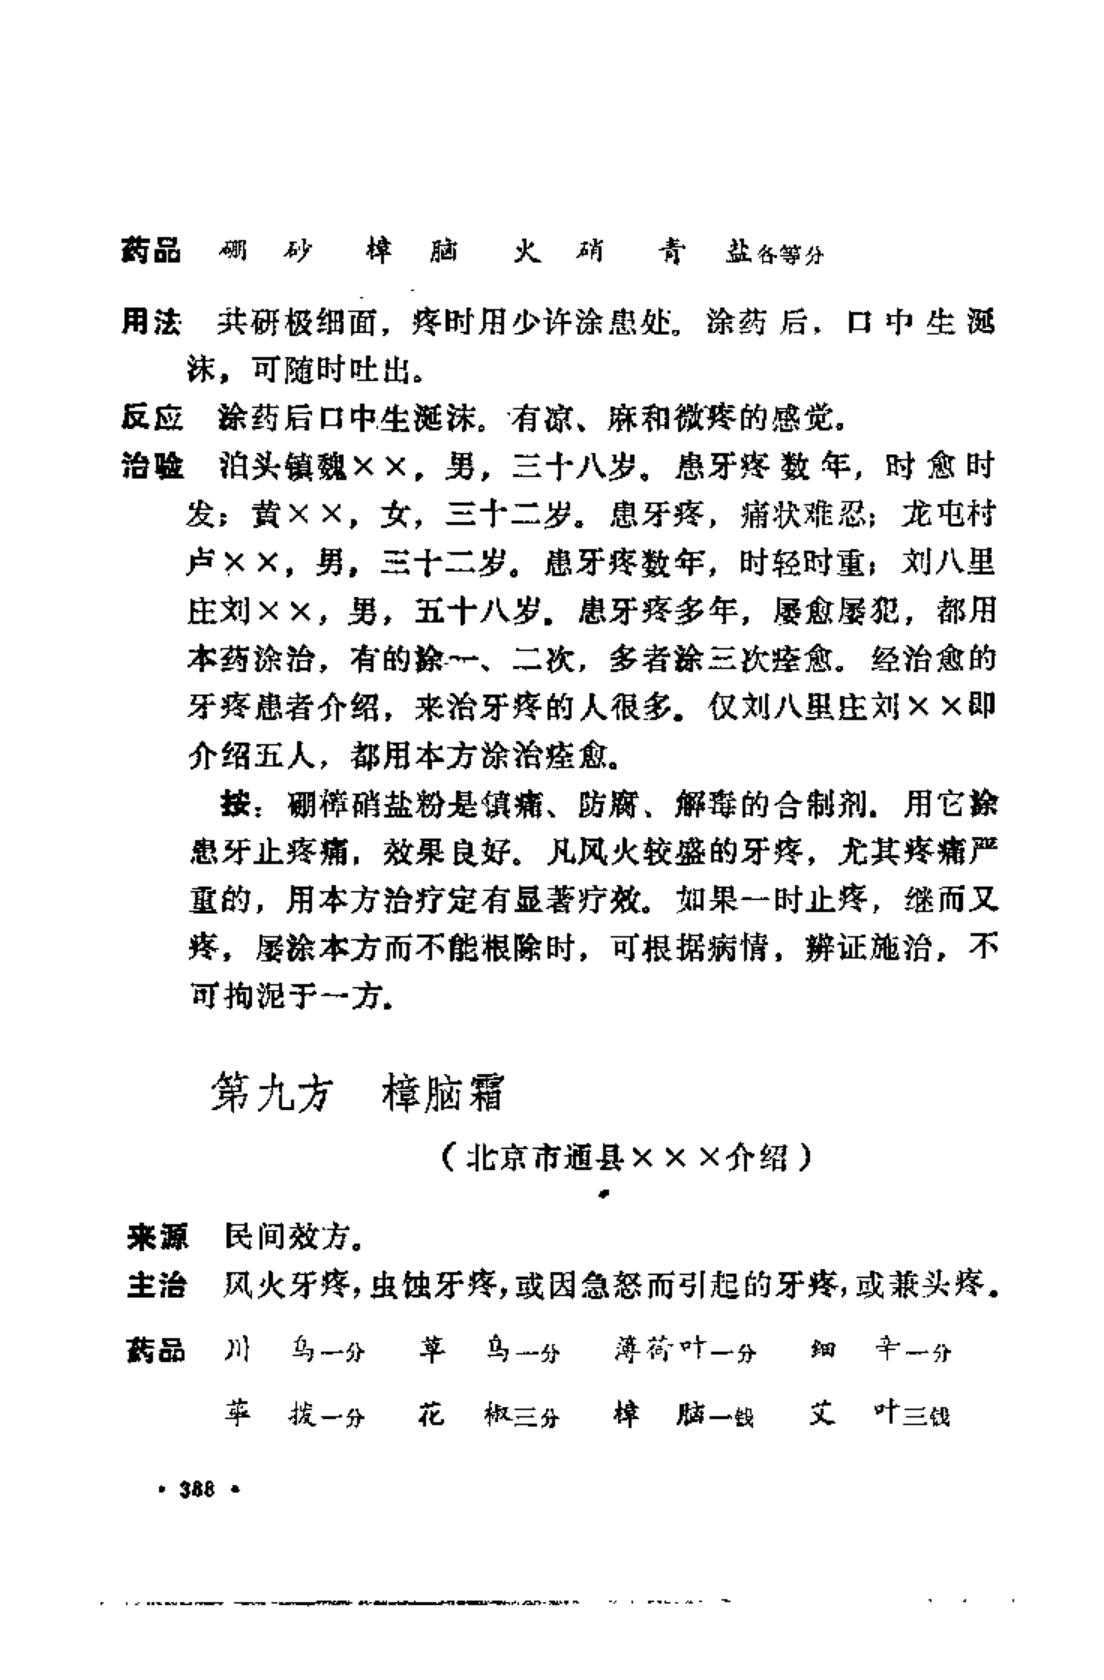 药品　硼　砂　樟　脑　火　硝　青　盐各等分
用法　共研极细面，疼时用少许涂患处。涂药后，口中生涎
沫，可随时吐出。
反应　涂药后口中生涎沫。有凉、麻和微疼的感觉。
治验　泊头镇魏××，男，三十八岁。患牙疼数年，时愈时
发；黄××，女，三十二岁。患牙疼，痛状难忍；龙屯村
卢××，男，三十二岁。患牙疼数年，时轻时重；刘八里
庄刘××，男，五十八岁。患牙疼多年，屡愈屡犯，都用
本药涂治，有的涂一、二次，多者涂三次痊愈。经治愈的
牙疼患者介绍，来治牙疼的人很多。仅刘八里庄刘××即
介绍五人，都用本方涂治痊愈。
按：硼樟硝盐粉是镇痛、防腐、解毒的合制剂。用它涂
患牙止疼痛，效果良好。凡风火较盛的牙疼，尤其疼痛严
重的，用本方治疗定有显著疗效。如果一时止疼，继而又
疼，屡涂本方而不能根除时，可根据病情，辨证施治，不
可拘泥于一方。
第九方　樟脑霜
（北京市通县×××介绍）
来源　民间效方。
主治　风火牙疼，虫蚀牙疼，或因急怒而引起的牙疼，或兼头疼。
药品　川　乌一分　草　乌一分　薄荷叶一分　细　辛一分
荜　拨一分　花　椒三分　樟　脑一钱　艾　叶三钱
·388·